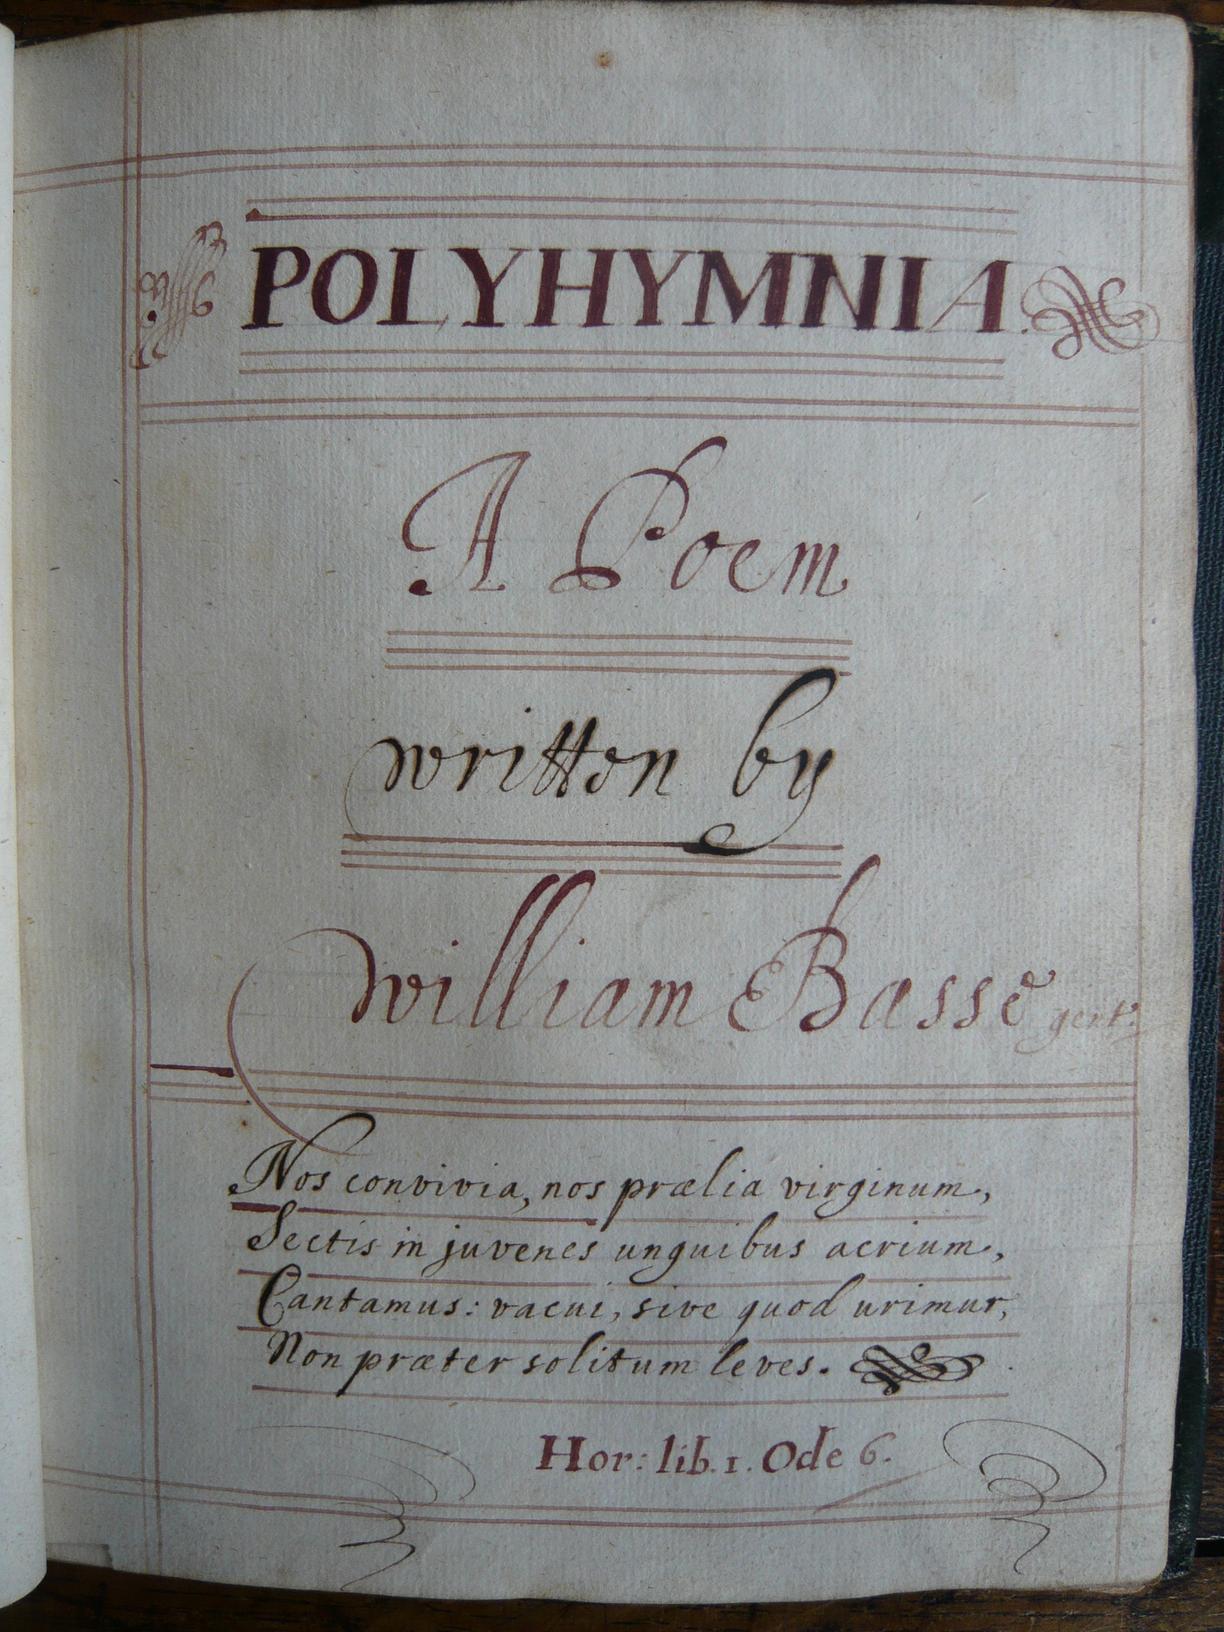 POLYHYMNIA.
A Poem
written by
William Basse gent:
Nos convivia, nos prælia virginum,
Sectis in juvenes unguibus acrium,
Cantamus: vacui, sive quod urimur,
Non præter solitum leves.
Hor: lib. 1. Ode 6.